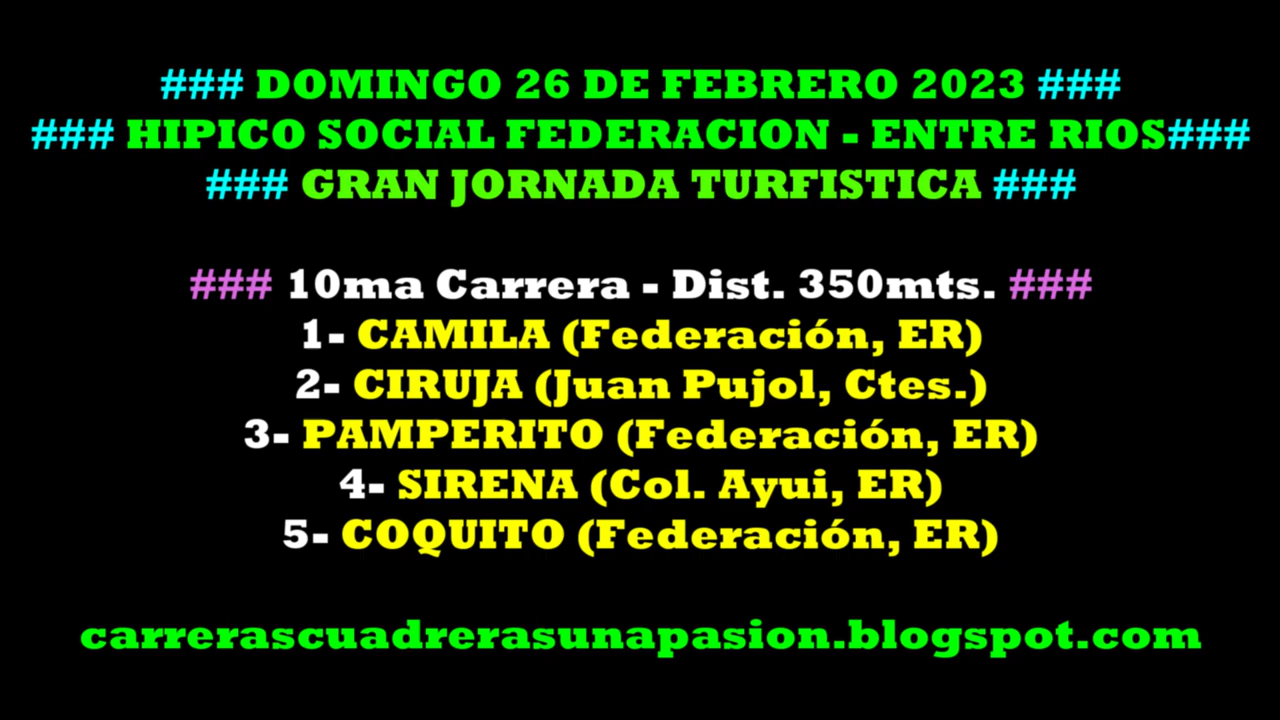 ### DOMINGO 26 DE FEBRERO 2023 ###
### HIPICO SOCIAL FEDERACION - ENTRE RIOS###
### GRAN JORNADA TURFISTICA ###
### 10ma Carrera - Dist. 350mts. ###
1- CAMILA (Federación, ER)
2- CIRUJA (Juan Pujol, Ctes.)
3- PAMPERITO (Federación, ER)
4- SIRENA (Col. Ayui, ER)
5- COQUITO (Federación, ER)
carrerascuadrerasunapasion.blogspot.com